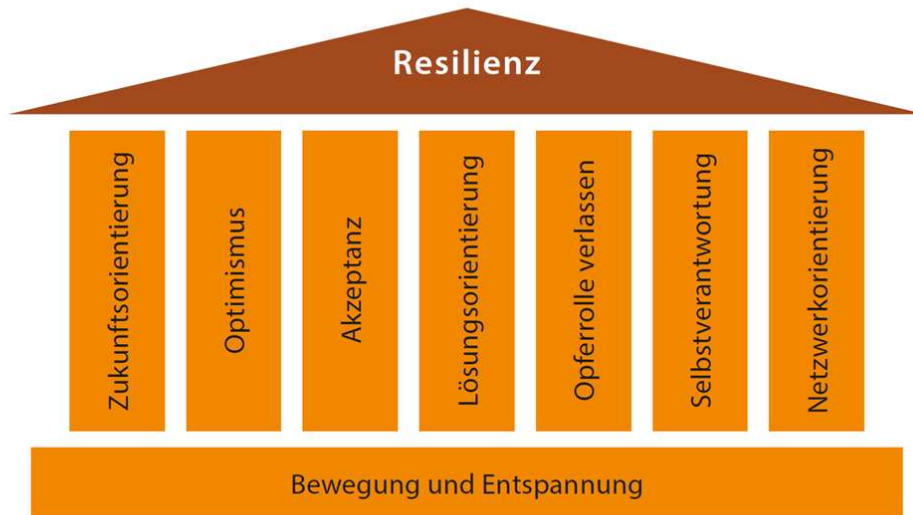 Resilienz
Zukunftsorientierung
Optimismus
Akzeptanz
Lösungsorientierung
Opferrolle verlassen
Selbstverantwortung
Netzwerkorientierung
Bewegung und Entspannung